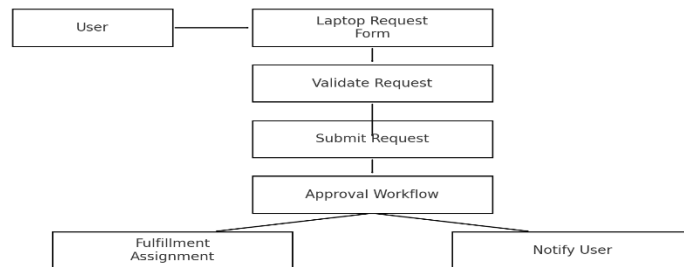 User
Laptop Request
Form
Validate Request
Submit Request
Approval Workflow
Fulfillment
Assignment
Notify User